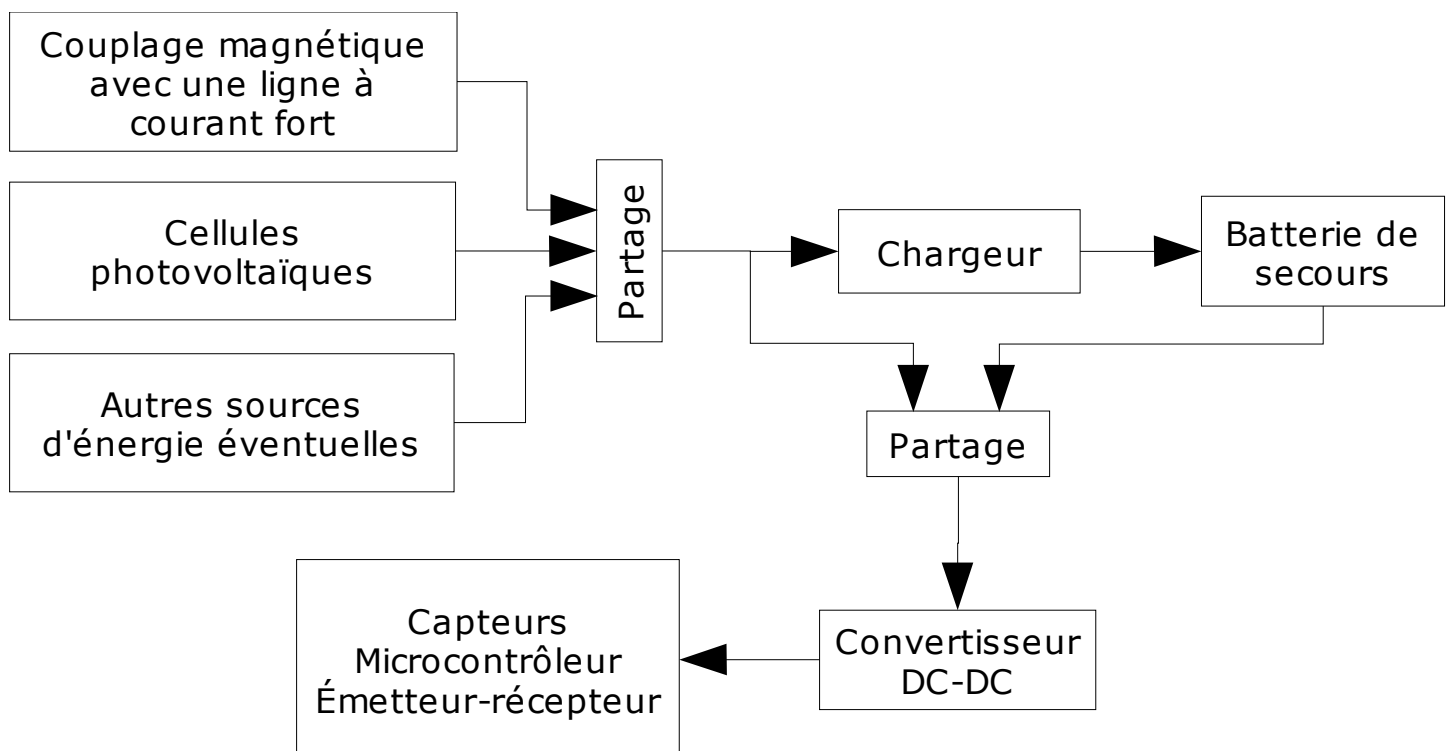 Couplage magnétique
avec une ligne à
courant fort
Cellules
photovoltaïques
Autres sources
d'énergie éventuelles
Partage
Chargeur
Batterie de
secours
Partage
Convertisseur
DC-DC
Capteurs
Microcontrôleur
Émetteur-récepteur